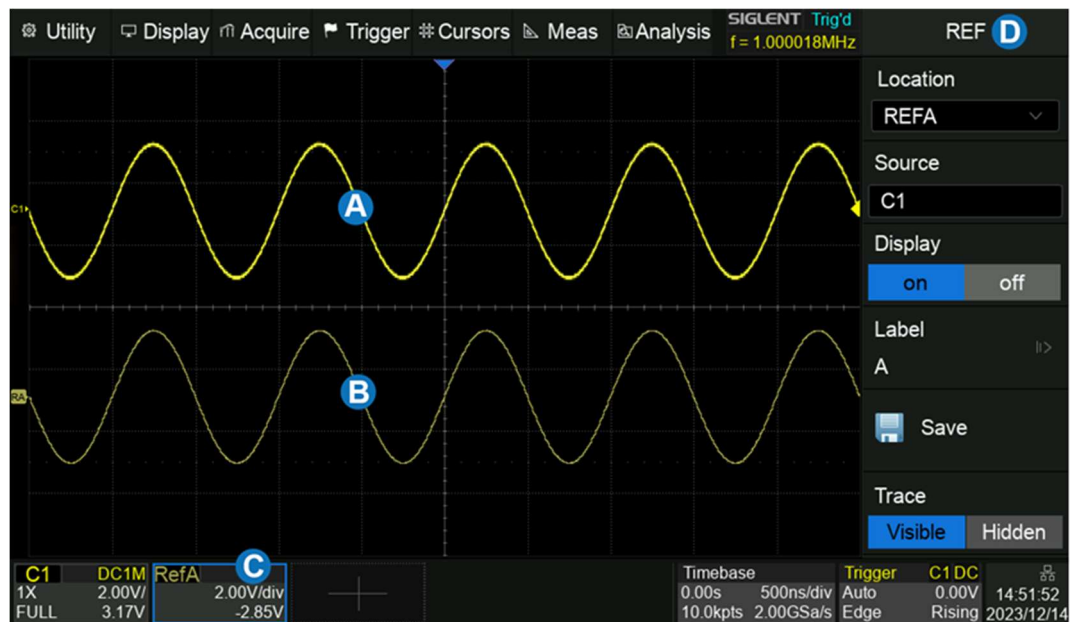 Utility Display Acquire Trigger Cursors Meas Analysis SIGLENT Trig'd
f = 1.000018MHz
REF D
Location
REFA
Source
C1
Display
on off
Label
A
Save
Trace
Visible Hidden
C1
A
RA
B
C
C1 DC1M
1X 2.00V/
FULL 3.17V
RefA
2.00V/div
-2.85V
Timebase
0.00s 500ns/div
10.0kpts 2.00GSa/s
Trigger C1 DC
Auto 0.00V
Edge Rising
14:51:52
2023/12/14